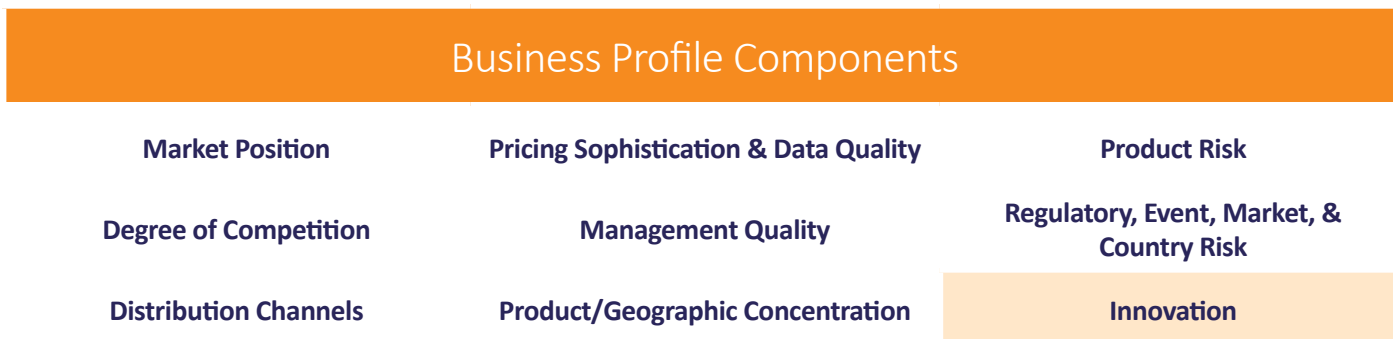 Business Profile Components
Market Position
Pricing Sophistication & Data Quality
Product Risk
Degree of Competition
Management Quality
Regulatory, Event, Market, &
Country Risk
Distribution Channels
Product/Geographic Concentration
Innovation